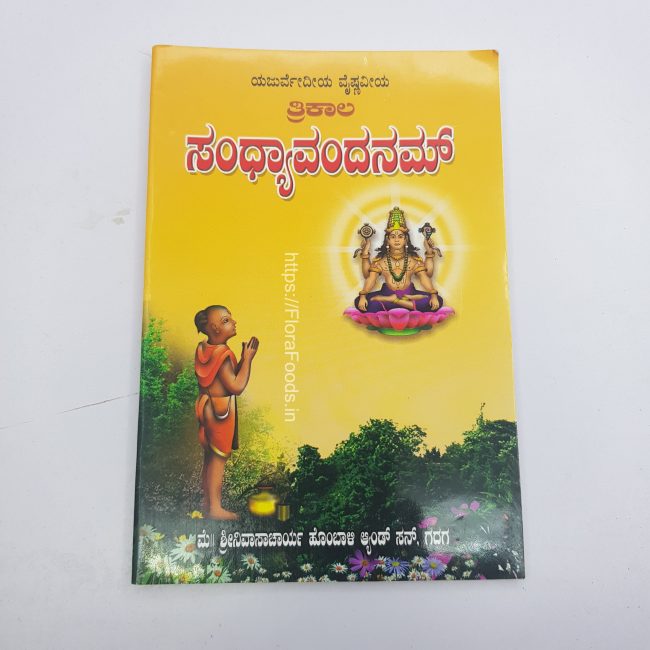 ಯಜುರ್ವೇದೀಯ ವೈಷ್ಣವೀಯ
ತ್ರಿಕಾಲ
ಸಂಧ್ಯಾವಂದನಮ್
https://FloraFoods.in
ಮೆ|| ಶ್ರೀನಿವಾಸಾಚಾರ್ಯ ಹೊಂಬಾಳಿ ಆ್ಯಂಡ್ ಸನ್, ಗದಗ